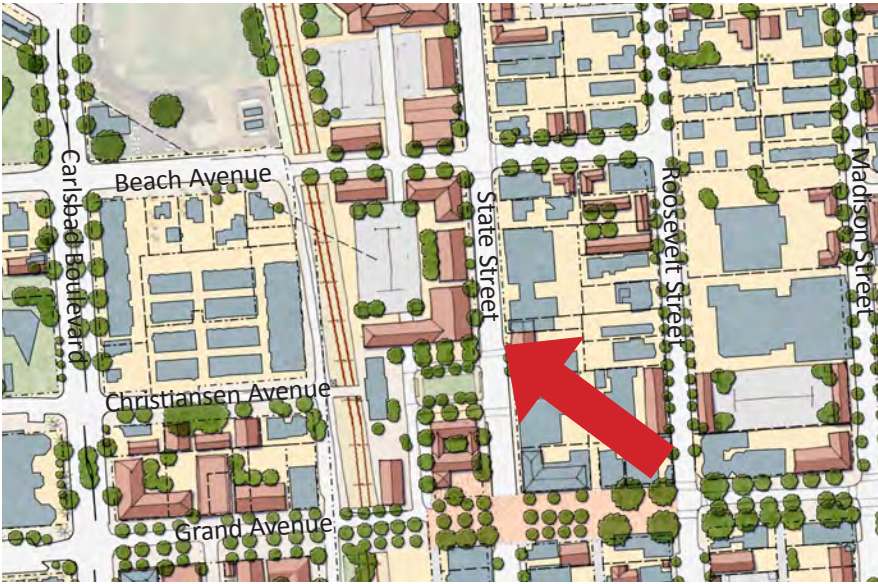 Beach Avenue
Carlsbad Boulevard
State Street
Roosevelt Street
Madison Street
Christiansen Avenue
Grand Avenue